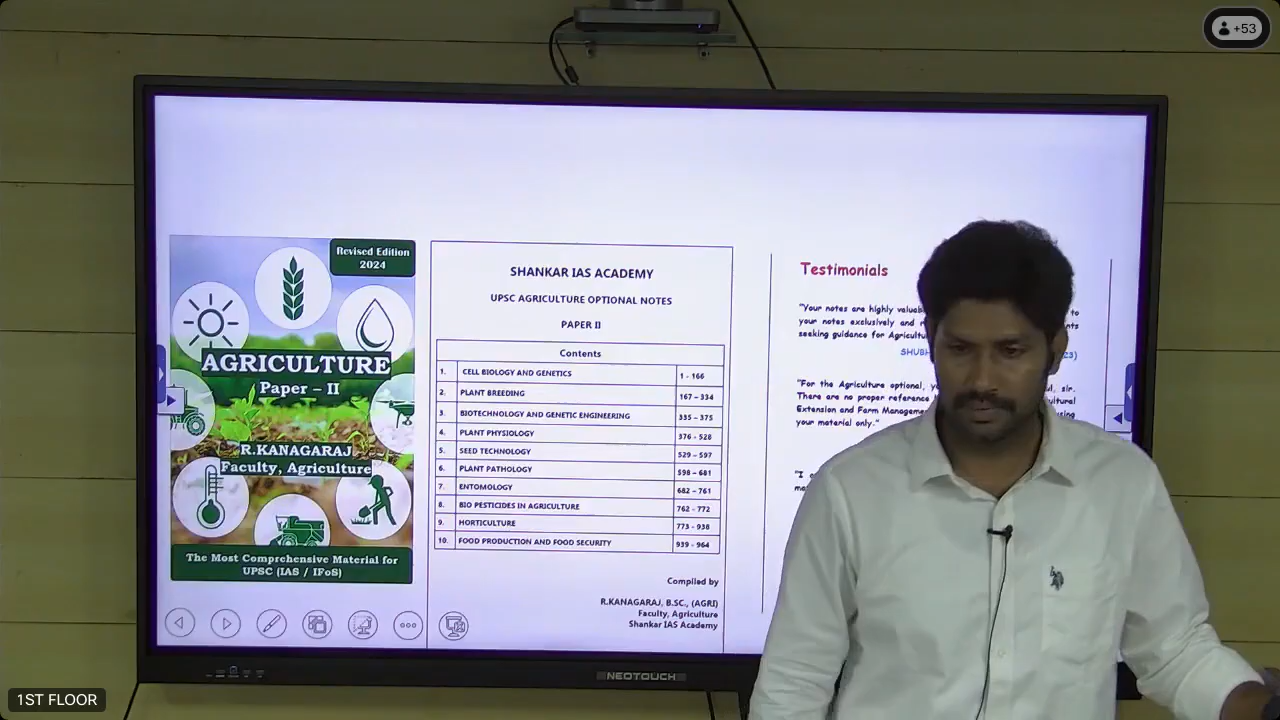 +53
Revised Edition
2024
AGRICULTURE
Paper – II
R.KANAGARAJ
Faculty, Agriculture
The Most Comprehensive Material for
UPSC (IAS / IFoS)
SHANKAR IAS ACADEMY
UPSC AGRICULTURE OPTIONAL NOTES
PAPER II
Contents
1. CELL BIOLOGY AND GENETICS 1 - 166
2. PLANT BREEDING 167 – 334
3. BIOTECHNOLOGY AND GENETIC ENGINEERING 335 – 375
4. PLANT PHYSIOLOGY 376 - 528
5. SEED TECHNOLOGY 529 – 597
6. PLANT PATHOLOGY 598 – 681
7. ENTOMOLOGY 682 – 761
8. BIO PESTICIDES IN AGRICULTURE 762 – 772
9. HORTICULTURE 773 - 938
10. FOOD PRODUCTION AND FOOD SECURITY 939 – 964
Compiled by
R.KANAGARAJ, B.SC., (AGRI)
Faculty, Agriculture
Shankar IAS Academy
Testimonials
"Your notes are highly to
your notes exclusively and
seeking guidance for
"For the Agriculture optional, sir.
There are no proper reference
Extension and Farm using
your material only."
"I
NEOTOUCH
1ST FLOOR